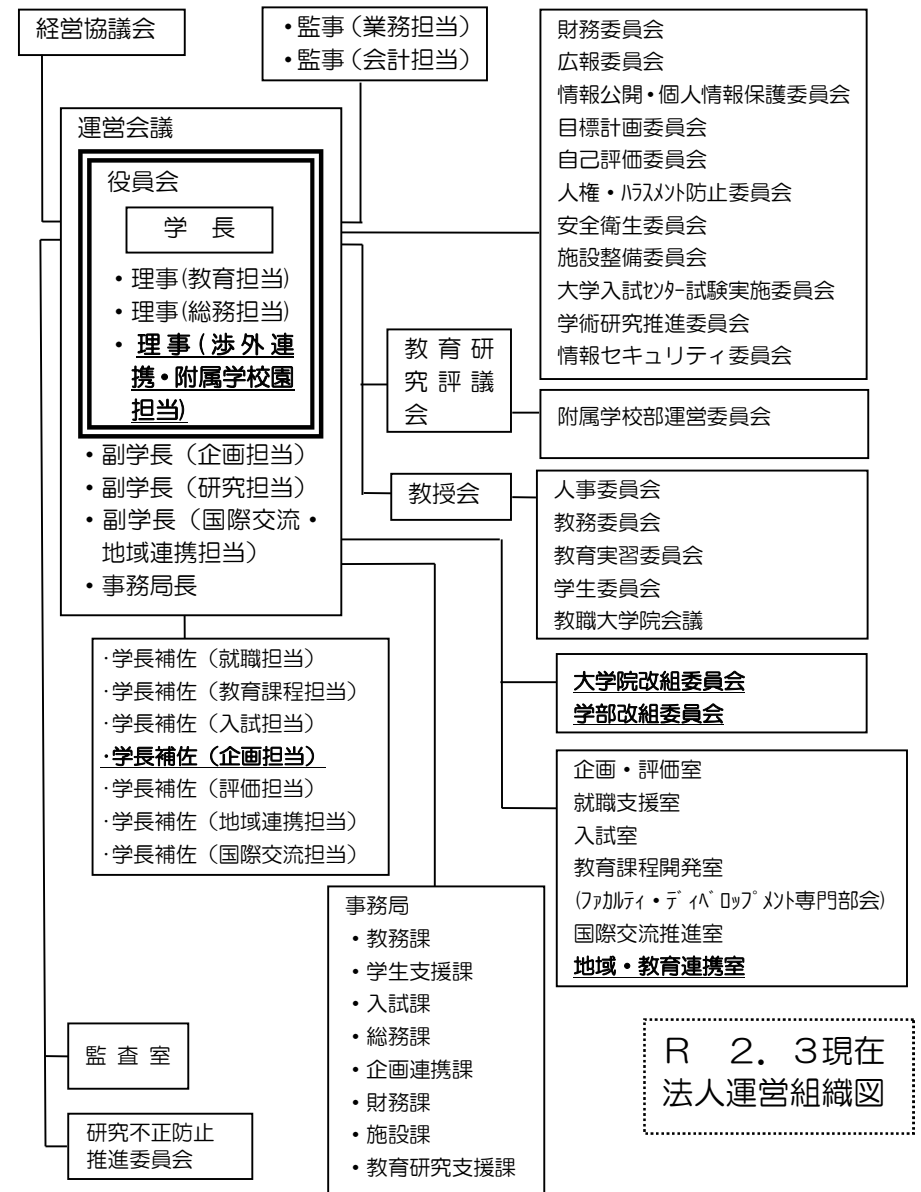 経営協議会
・監事（業務担当）
・監事（会計担当）
財務委員会
広報委員会
情報公開・個人情報保護委員会
目標計画委員会
自己評価委員会
人権・ﾊﾗｽﾒﾝﾄ防止委員会
安全衛生委員会
施設整備委員会
大学入試ｾﾝﾀｰ試験実施委員会
学術研究推進委員会
情報セキュリティ委員会
運営会議
役員会
学　長
・理事(教育担当)
・理事(総務担当)
・理事(渉外連
携・附属学校園
担当)
・副学長（企画担当）
・副学長（研究担当）
・副学長（国際交流・
地域連携担当）
・事務局長
教育研
究評議
会
附属学校部運営委員会
教授会
人事委員会
教務委員会
教育実習委員会
学生委員会
教職大学院会議
・学長補佐（就職担当）
・学長補佐（教育課程担当）
・学長補佐（入試担当）
・学長補佐（企画担当）
・学長補佐（評価担当）
・学長補佐（地域連携担当）
・学長補佐（国際交流担当）
大学院改組委員会
学部改組委員会
企画・評価室
就職支援室
入試室
教育課程開発室
(ﾌｧｶﾙﾃｨ・ﾃﾞｨﾍﾞﾛｯﾌﾟﾒﾝﾄ専門部会)
国際交流推進室
地域・教育連携室
事務局
・教務課
・学生支援課
・入試課
・総務課
・企画連携課
・財務課
・施設課
・教育研究支援課
監査室
研究不正防止
推進委員会
Ｒ　２．３現在
法人運営組織図